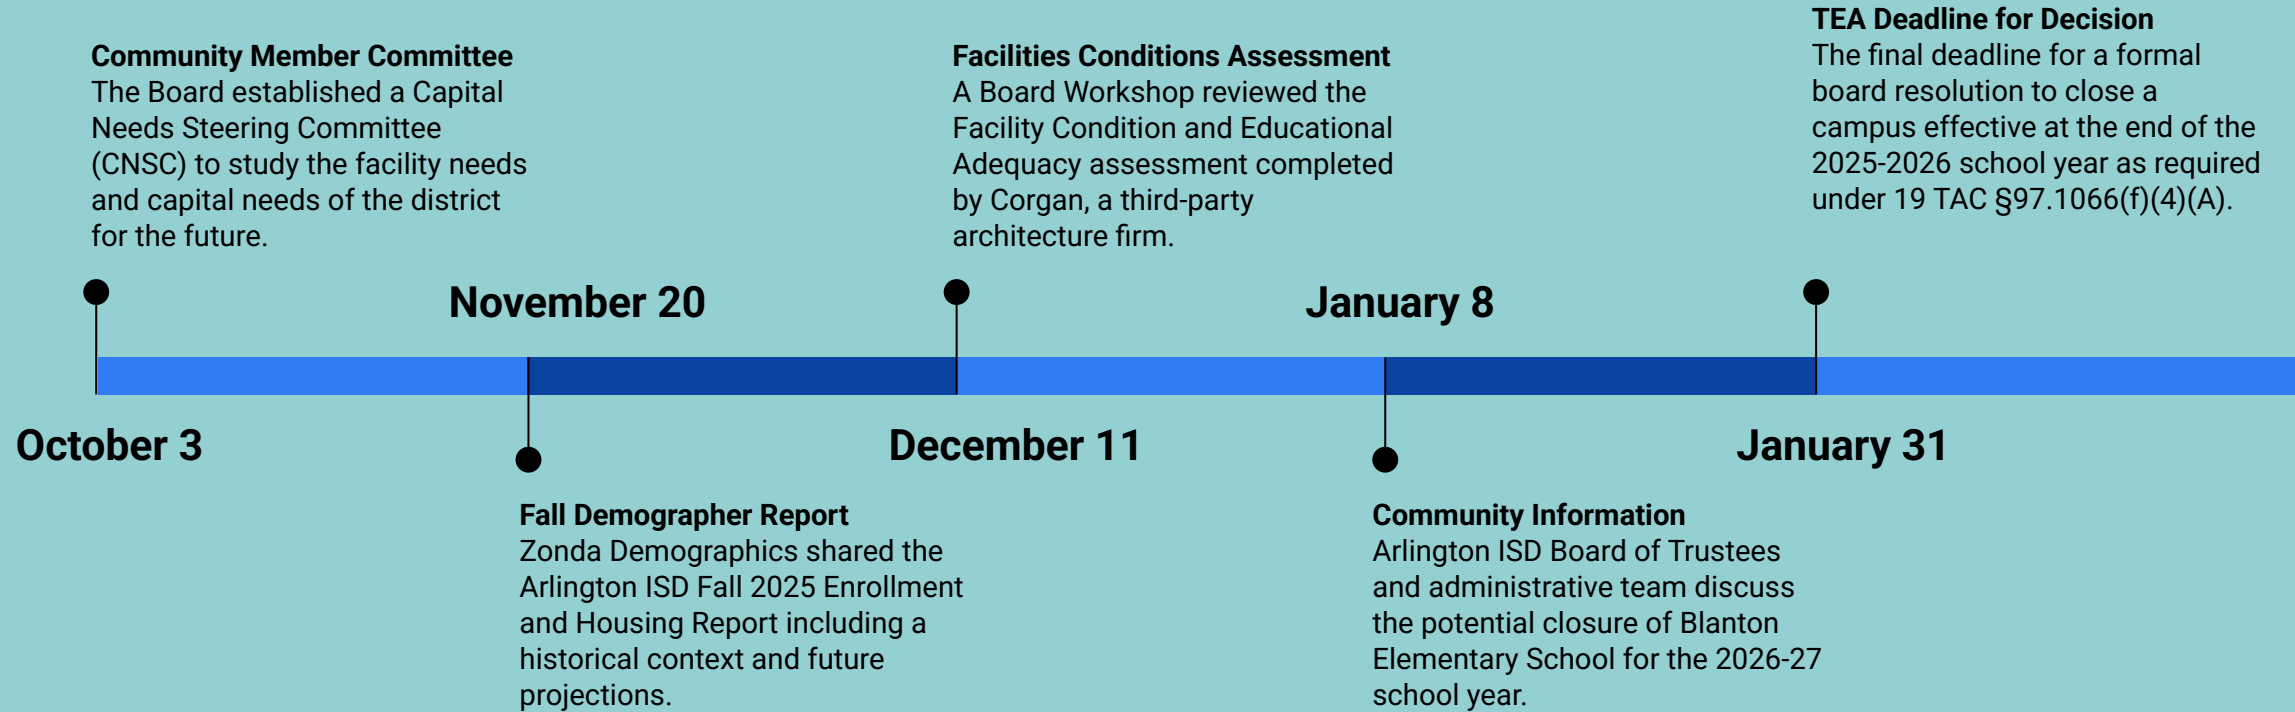 October 3
Community Member Committee
The Board established a Capital
Needs Steering Committee
(CNSC) to study the facility needs
and capital needs of the district
for the future.
November 20
Fall Demographer Report
Zonda Demographics shared the
Arlington ISD Fall 2025 Enrollment
and Housing Report including a
historical context and future
projections.
December 11
Facilities Conditions Assessment
A Board Workshop reviewed the
Facility Condition and Educational
Adequacy assessment completed
by Corgan, a third-party
architecture firm.
January 8
Community Information
Arlington ISD Board of Trustees
and administrative team discuss
the potential closure of Blanton
Elementary School for the 2026-27
school year.
January 31
TEA Deadline for Decision
The final deadline for a formal
board resolution to close a
campus effective at the end of the
2025-2026 school year as required
under 19 TAC §97.1066(f)(4)(A).